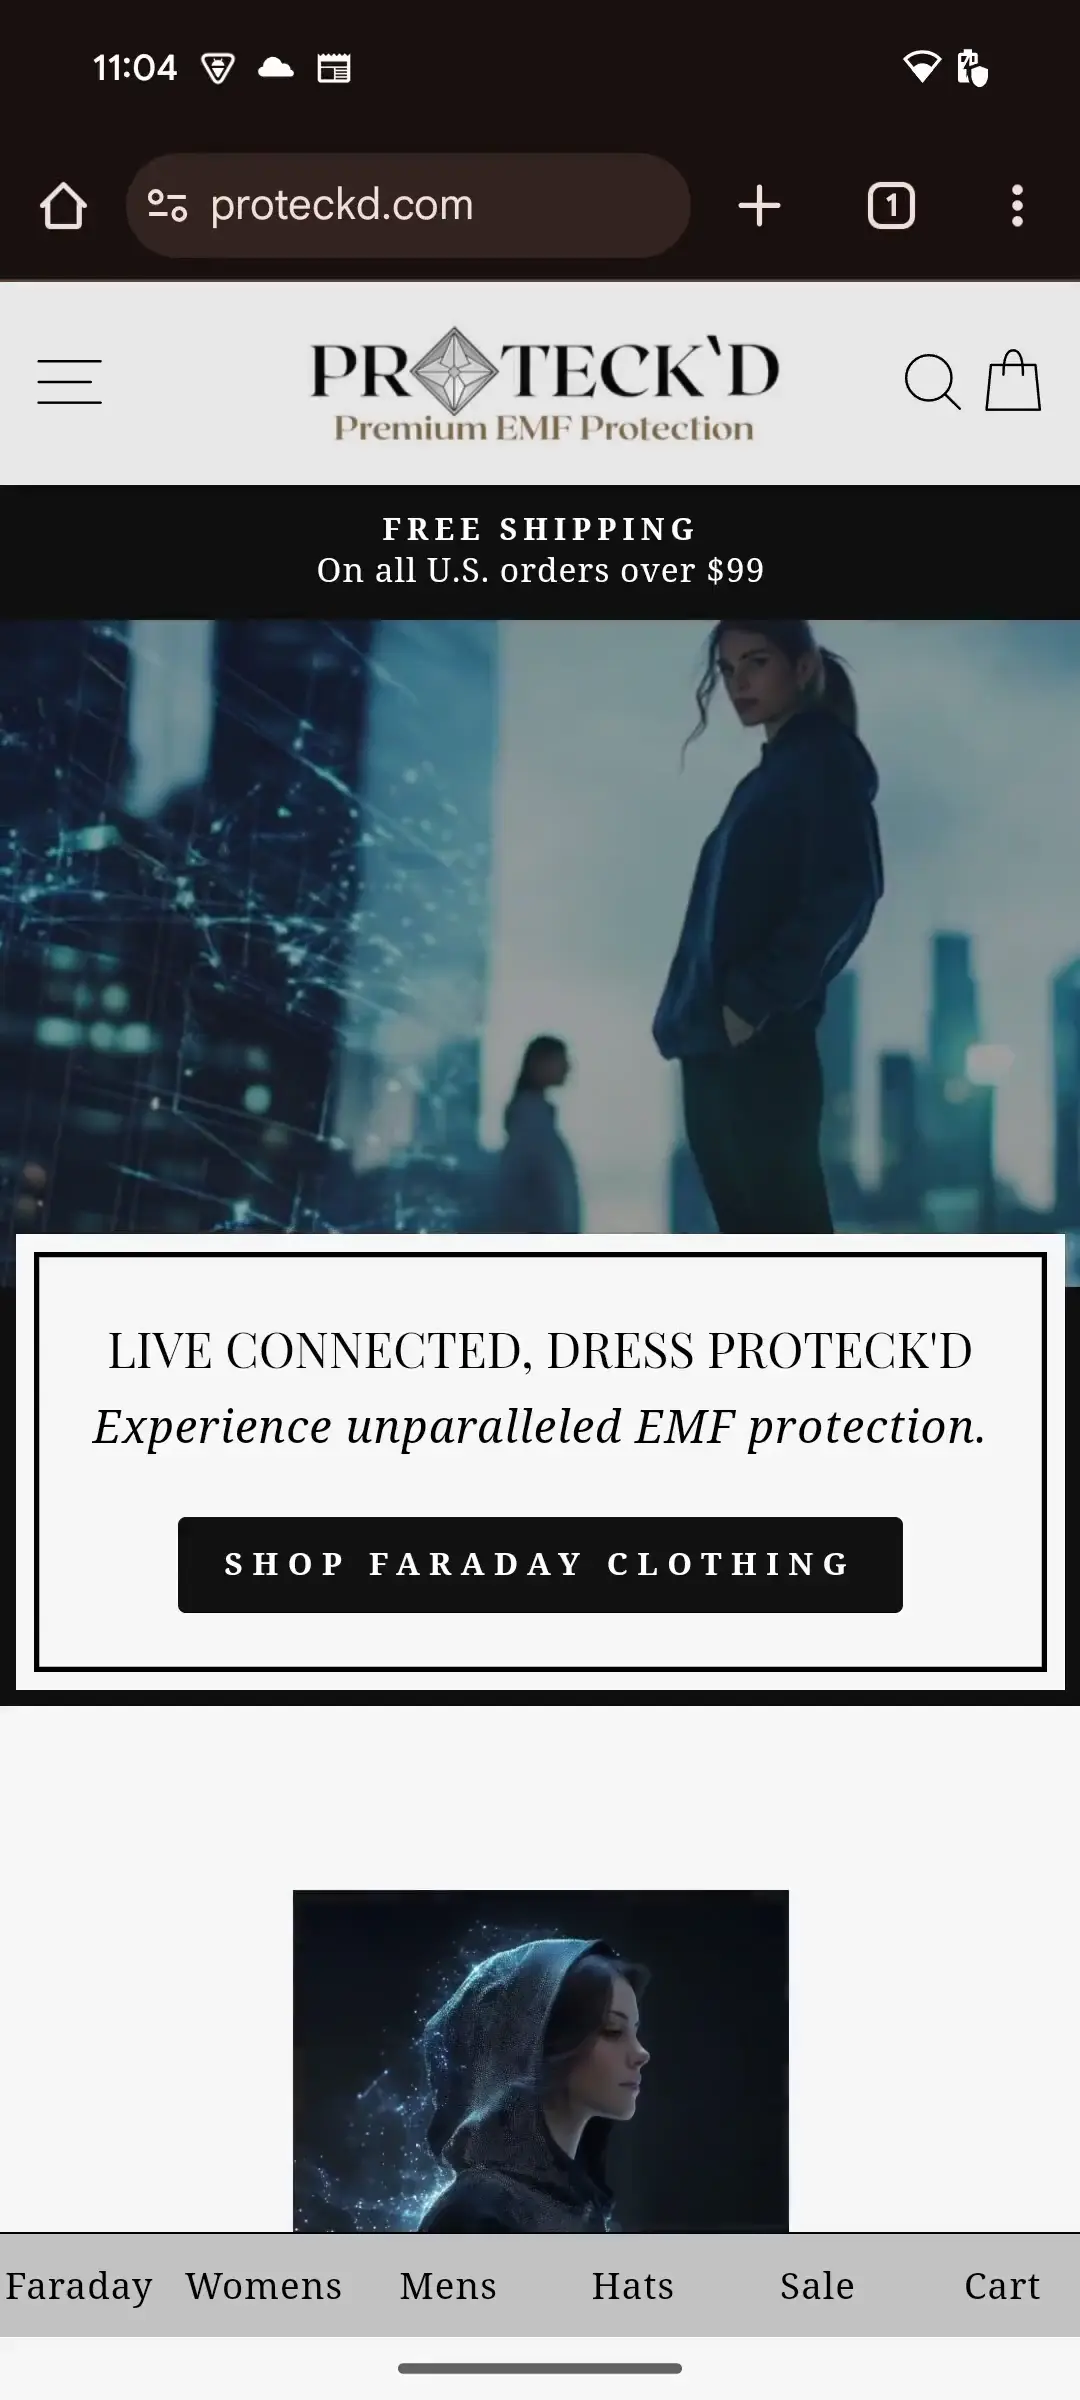 11:04
proteckd.com
1
PROTECK`D
Premium EMF Protection
FREE SHIPPING
On all U.S. orders over $99
LIVE CONNECTED, DRESS PROTECK'D
Experience unparalleled EMF protection.
SHOP FARADAY CLOTHING
Faraday Womens Mens Hats Sale Cart